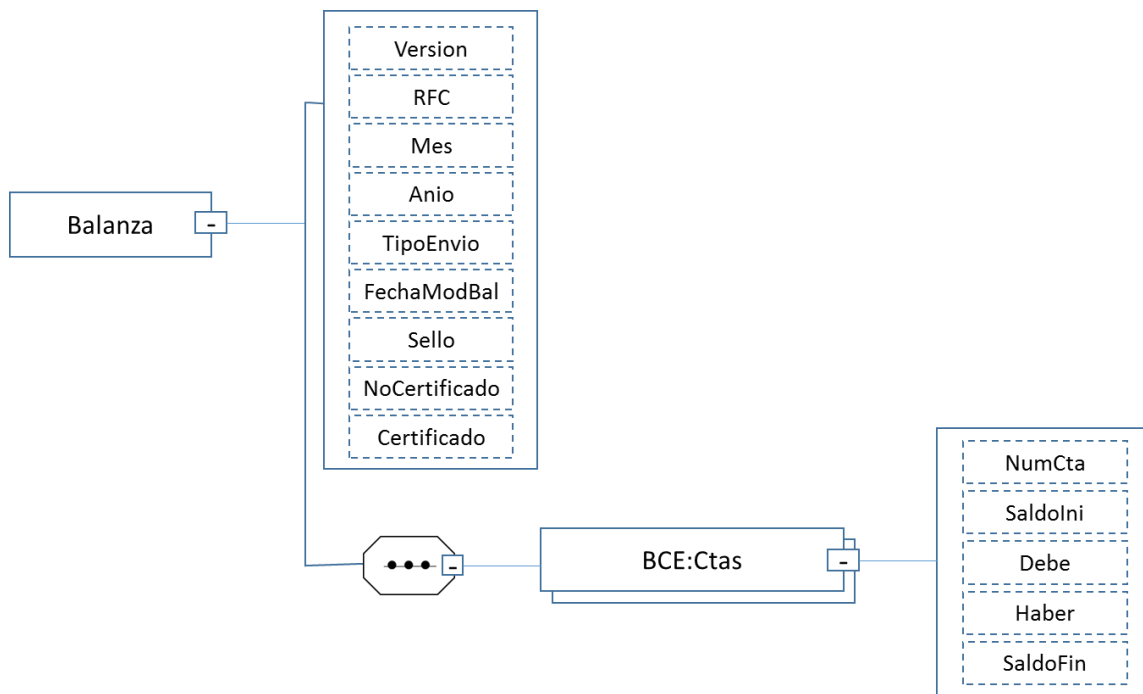 Balanza
Version
RFC
Mes
Anio
TipoEnvio
FechaModBal
Sello
NoCertificado
Certificado
BCE:Ctas
NumCta
SaldoIni
Debe
Haber
SaldoFin